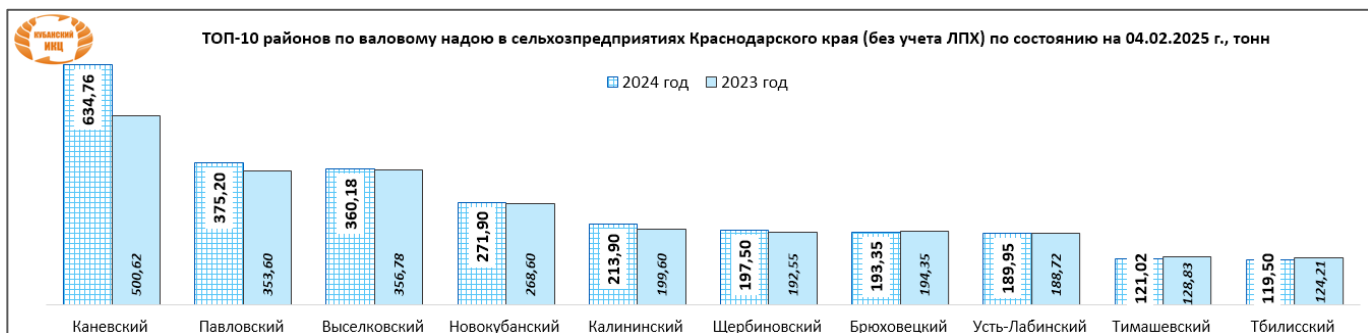 КУБАНСКИЙ
ИКЦ
ТОП-10 районов по валовому надою в сельхозпредприятиях Краснодарского края (без учета ЛПХ) по состоянию на 04.02.2025 г., тонн
2024 год 2023 год
634,76 500,62 375,20 353,60 360,18 356,78 271,90 268,60 213,90 199,60 197,50 192,55 193,35 194,35 189,95 188,72 121,02 128,83 119,50 124,21
Каневский Павловский Выселковский Новокубанский Калининский Щербиновский Брюховецкий Усть-Лабинский Тимашевский Тбилисский